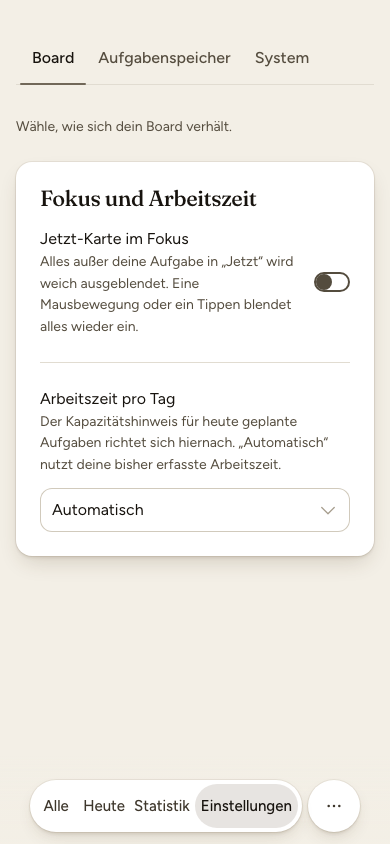 Board Aufgabenspeicher System
Wähle, wie sich dein Board verhält.
Fokus und Arbeitszeit
Jetzt-Karte im Fokus
Alles außer deine Aufgabe in „Jetzt“ wird
weich ausgeblendet. Eine
Mausbewegung oder ein Tippen blendet
alles wieder ein.
Arbeitszeit pro Tag
Der Kapazitätshinweis für heute geplante
Aufgaben richtet sich hiernach. „Automatisch“
nutzt deine bisher erfasste Arbeitszeit.
Automatisch
Alle Heute Statistik Einstellungen ...